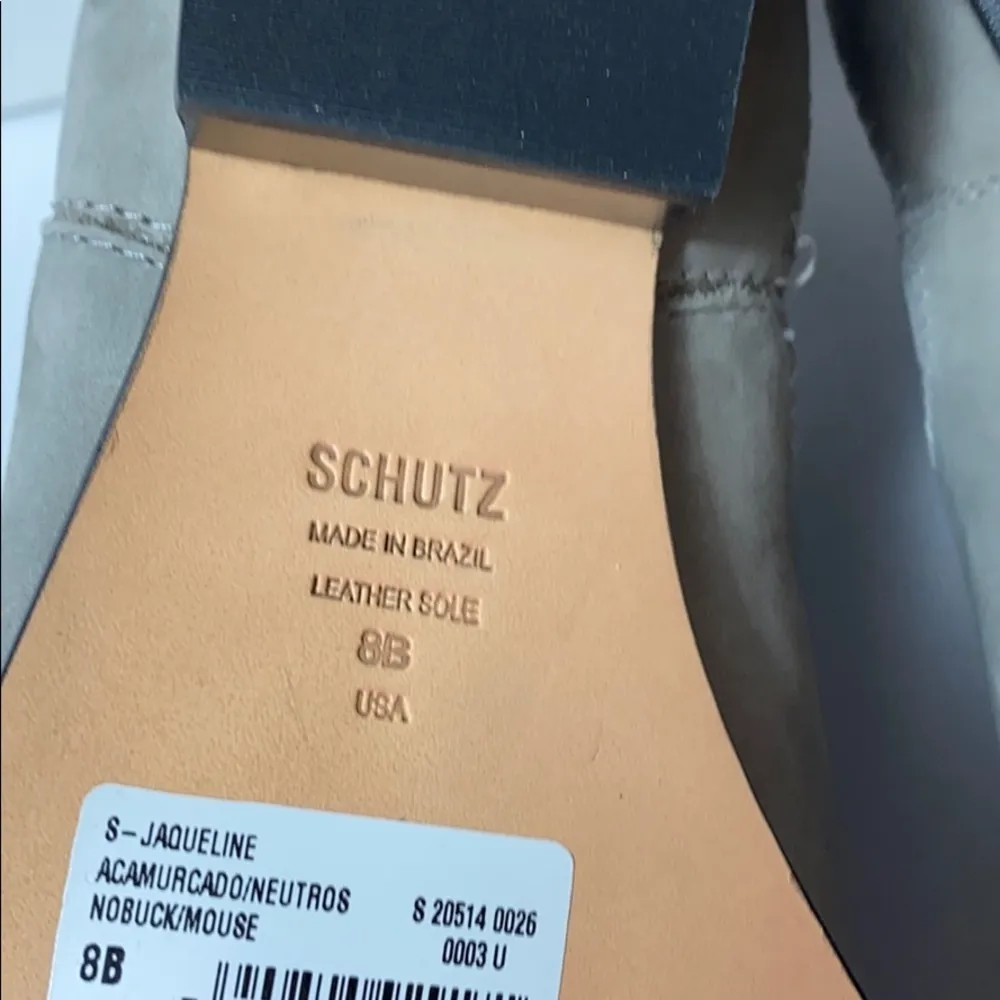 SCHUTZ
MADE IN BRAZIL
LEATHER SOLE
8B
USA
S-JAQUELINE
ACAMURCADO/NEUTROS
NOBUCK/MOUSE
S 20514 0026
0003 U
8B